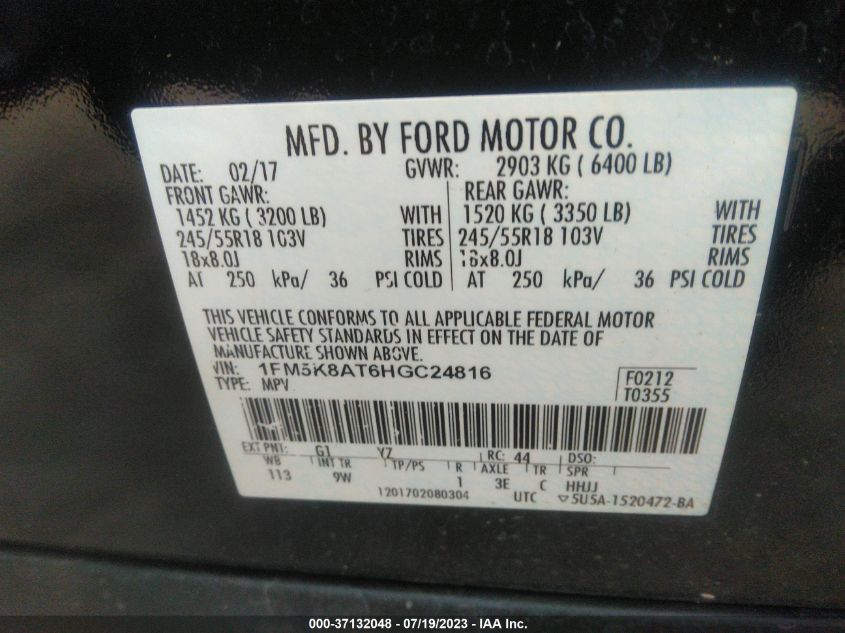 MFD. BY FORD MOTOR CO.
DATE: 02/17 GVWR: 2903 KG ( 6400 LB)
FRONT GAWR: REAR GAWR:
1452 KG ( 3200 LB) WITH 1520 KG ( 3350 LB) WITH
245/55R18 103V TIRES 245/55R18 103V TIRES
18x8.0J RIMS 18x8.0J RIMS
AT 250 kPa/ 36 PSI COLD AT 250 kPa/ 36 PSI COLD
THIS VEHICLE CONFORMS TO ALL APPLICABLE FEDERAL MOTOR
VEHICLE SAFETY STANDARDS IN EFFECT ON THE DATE OF
MANUFACTURE SHOWN ABOVE.
VIN: 1FM5K8AT6HGC24816
TYPE: MPV
F0212
T0355
EXT PNT: G1 YZ RC: 44 DSO:
WB INT TR TP/PS R AXLE TR SPR
113 9W 1 3E C HHJJ
1201702080304 UTC ▽5U5A-1520472-BA
000-37132048 - 07/19/2023 - IAA Inc.